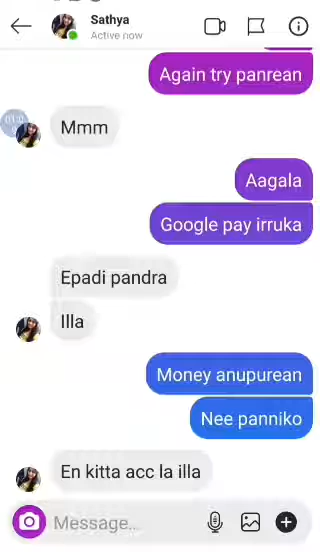 Sathya
Active now
Again try panrean
Mmm
Aagala
Google pay irruka
Epadi pandra
Illa
Money anupurean
Nee panniko
En kitta acc la illa
Message...